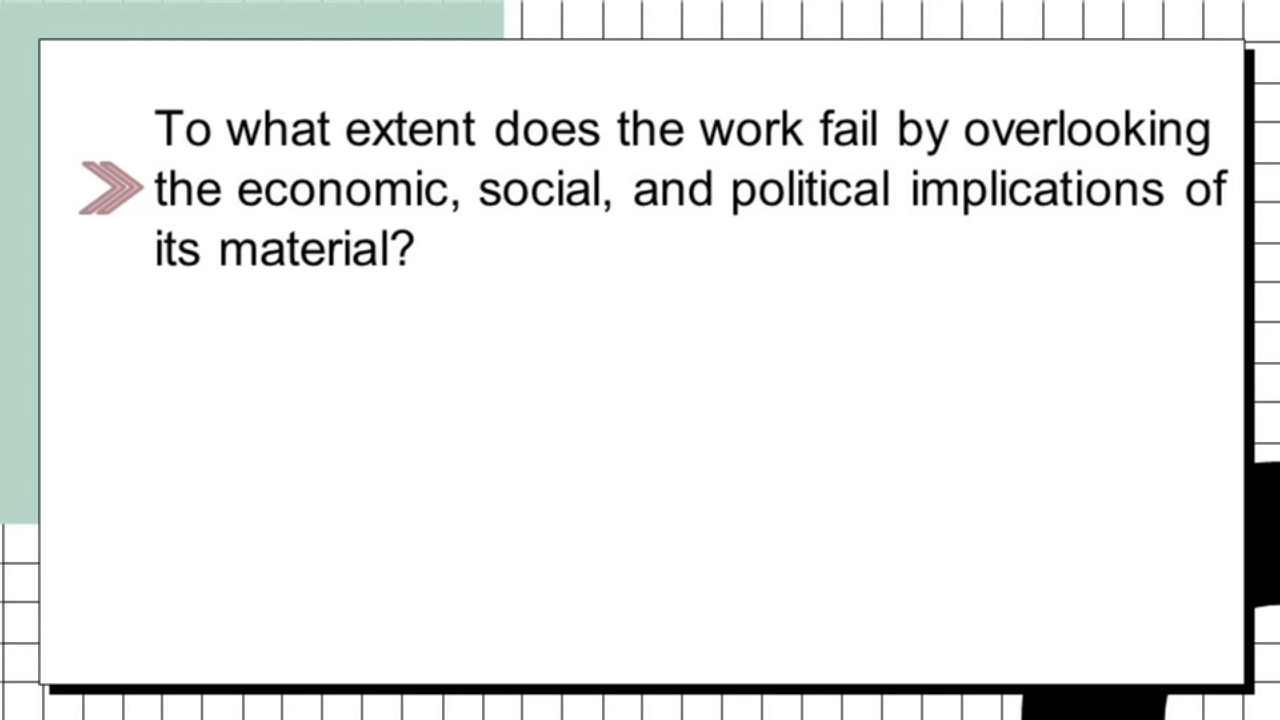 To what extent does the work fail by overlooking
the economic, social, and political implications of
its material?